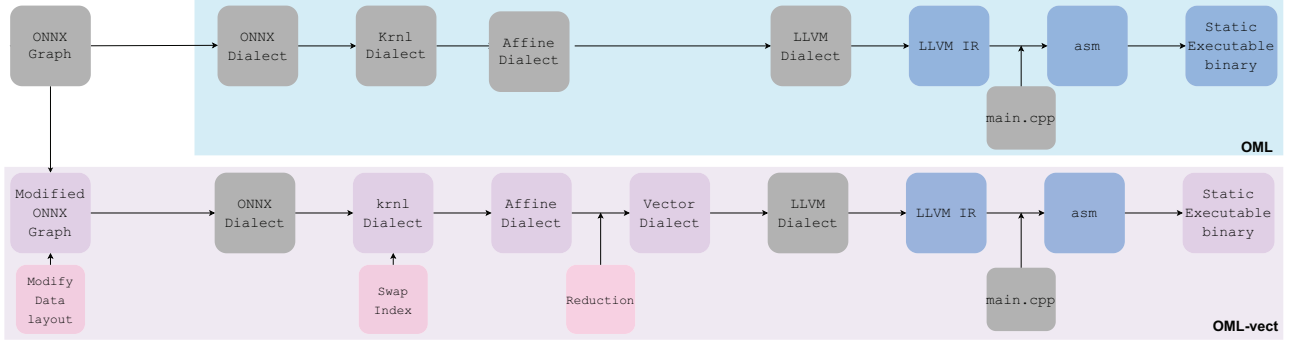 ONNX
Graph
ONNX
Dialect
Krnl
Dialect
Affine
Dialect
LLVM
Dialect
LLVM IR
asm
Static
Executable
binary
main.cpp
OML
Modified
ONNX
Graph
ONNX
Dialect
krnl
Dialect
Affine
Dialect
Vector
Dialect
LLVM
Dialect
LLVM IR
asm
Static
Executable
binary
Modify
Data
layout
Swap
Index
Reduction
main.cpp
OML-vect